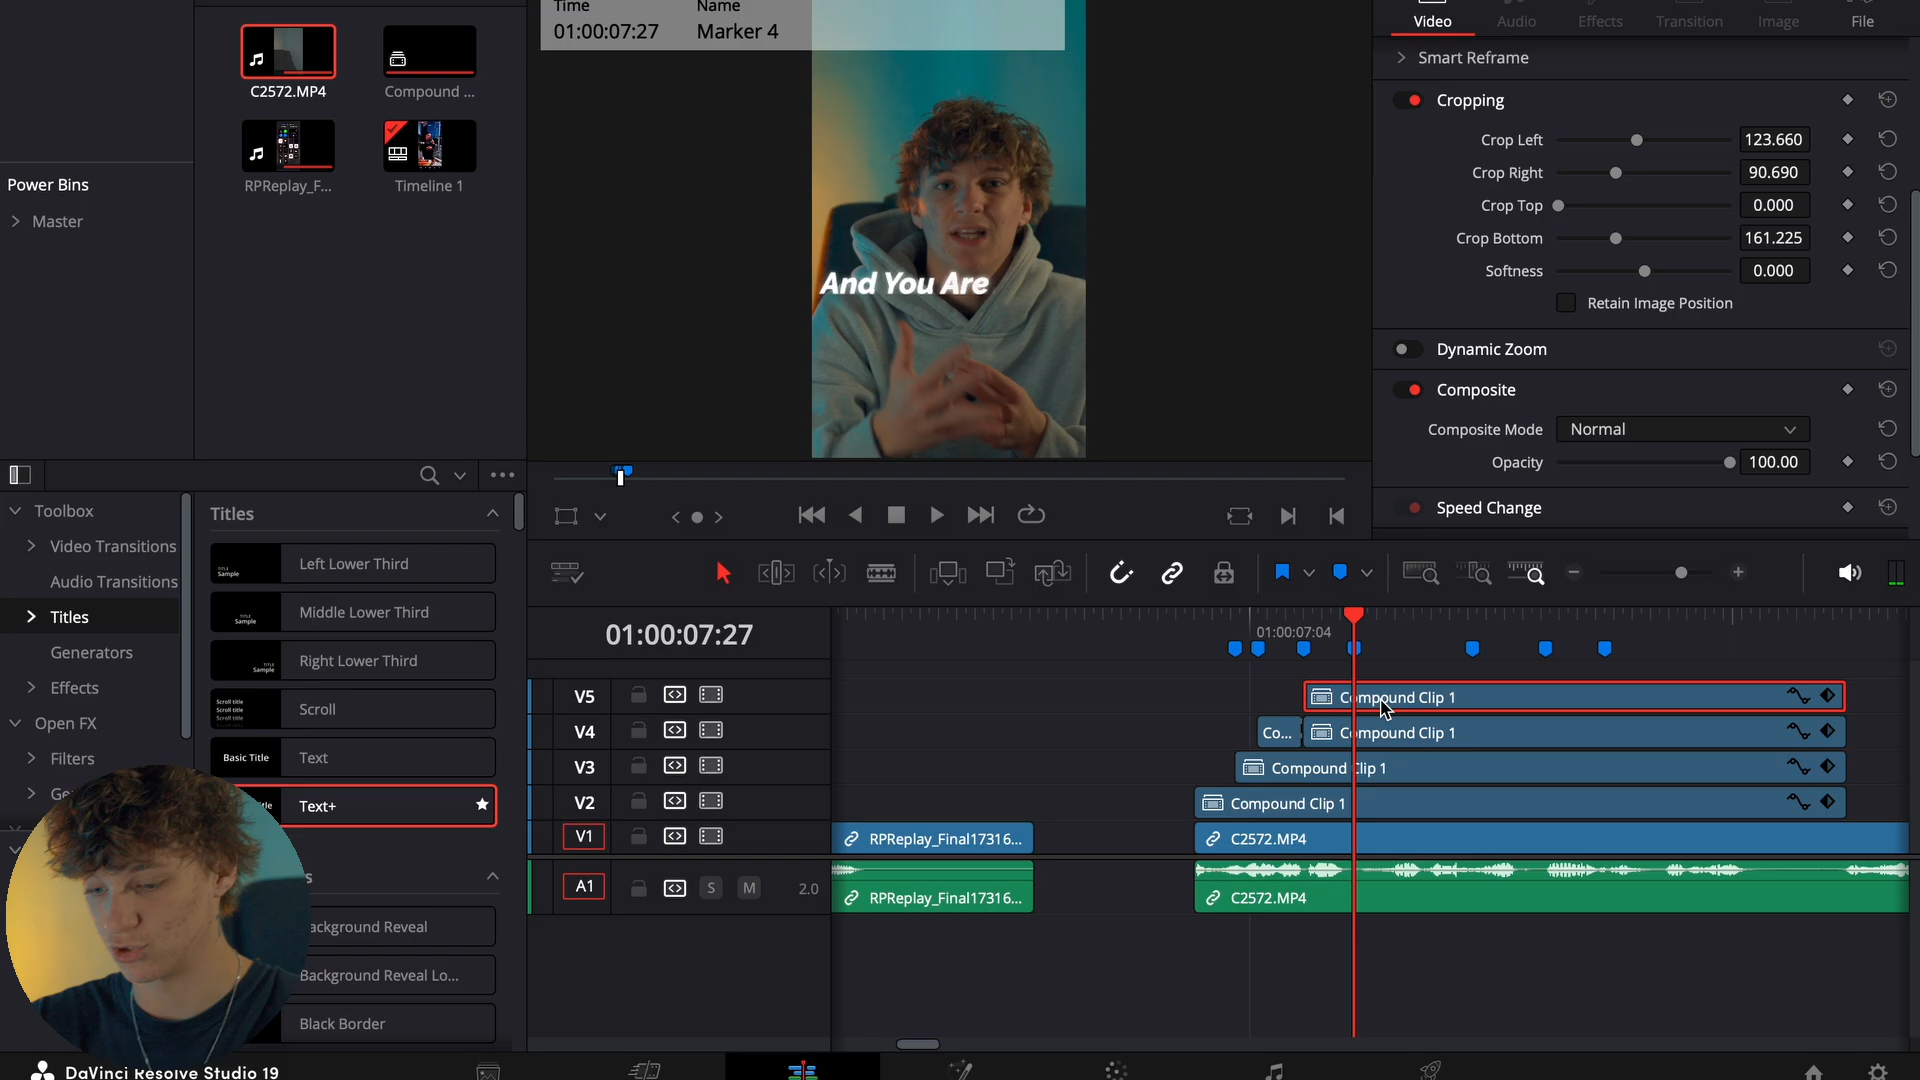 Time
Name
01:00:07:27
Marker 4
Video
Audio
Effects
Transition
Image
File
C2572.MP4
Compound ...
RPReplay_F...
Timeline 1
Power Bins
Master
And You Are
Smart Reframe
Cropping
Crop Left
123.660
Crop Right
90.690
Crop Top
0.000
Crop Bottom
161.225
Softness
0.000
Retain Image Position
Dynamic Zoom
Composite
Composite Mode
Normal
Opacity
100.00
Speed Change
Toolbox
Video Transitions
Audio Transitions
Titles
Generators
Effects
Open FX
Filters
Titles
Left Lower Third
Middle Lower Third
Right Lower Third
Scroll
Basic Title
Text
Text+
ackground Reveal
Background Reveal Lo...
Black Border
01:00:07:27
01:00:07:04
V5
Compound Clip 1
V4
Co...
Compound Clip 1
V3
Compound Clip 1
V2
Compound Clip 1
V1
RPReplay_Final17316...
C2572.MP4
A1
S
M
2.0
RPReplay_Final17316...
C2572.MP4
DaVinci Resolve Studio 19